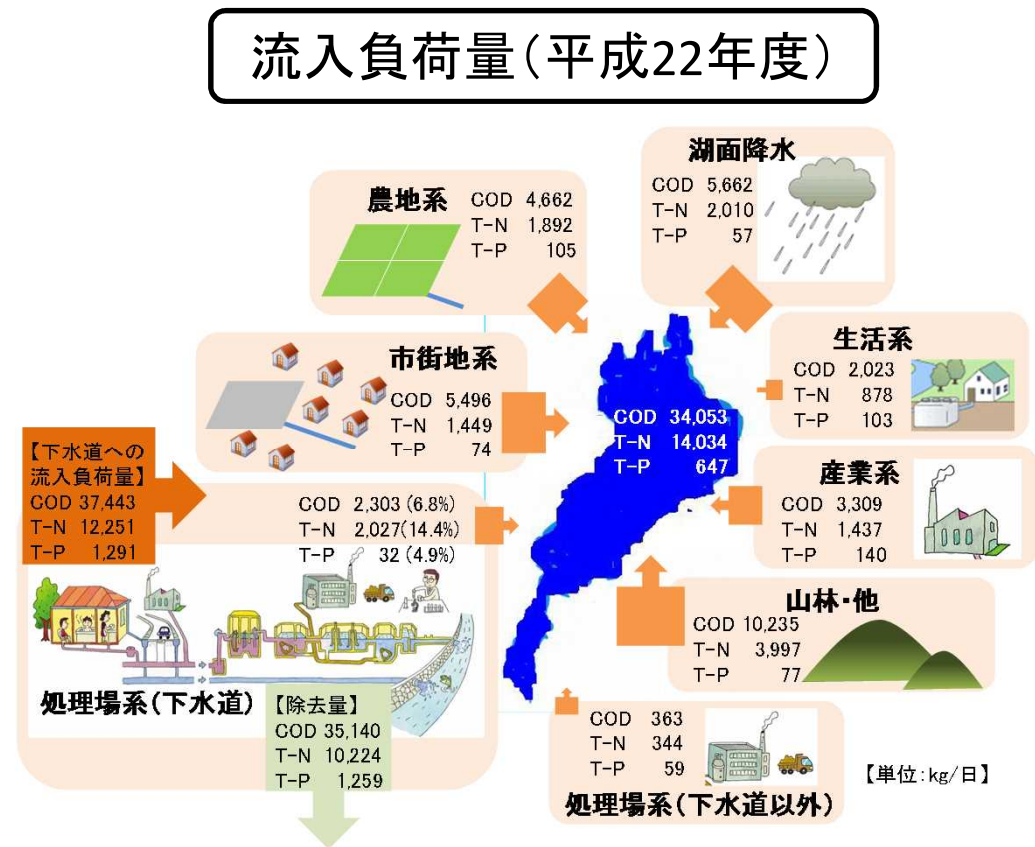 流入負荷量(平成22年度)
湖面降水
COD 5,662
T-N 2,010
T-P 57
農地系
COD 4,662
T-N 1,892
T-P 105
生活系
COD 2,023
T-N 878
T-P 103
市街地系
COD 5,496
T-N 1,449
T-P 74
COD 34,053
T-N 14,034
T-P 647
【下水道への
流入負荷量】
COD 37,443
T-N 12,251
T-P 1,291
COD 2,303 (6.8%)
T-N 2,027(14.4%)
T-P 32 (4.9%)
産業系
COD 3,309
T-N 1,437
T-P 140
山林・他
COD 10,235
T-N 3,997
T-P 77
処理場系(下水道)
【除去量】
COD 35,140
T-N 10,224
T-P 1,259
COD 363
T-N 344
T-P 59
処理場系(下水道以外)
【単位:kg/日】